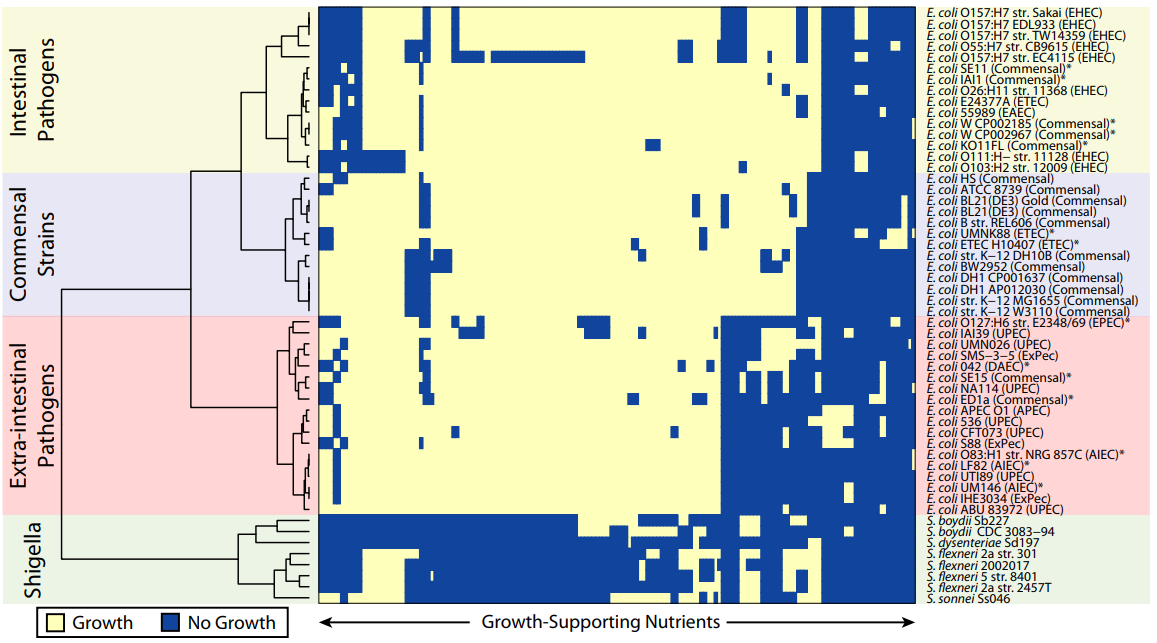 Intestinal
Pathogens
Commensal
Strains
Extra-intestinal
Pathogens
Shigella
E. coli O157:H7 str. Sakai (EHEC)
E. coli O157:H7 EDL933 (EHEC)
E. coli O157:H7 str. TW14359 (EHEC)
E. coli O55:H7 str. CB9615 (EHEC)
E. coli O157:H7 str. EC4115 (EHEC)
E. coli SE11 (Commensal)*
E. coli IAI1 (Commensal)*
E. coli O26:H11 str. 11368 (EHEC)
E. coli E24377A (ETEC)
E. coli 55989 (EAEC)
E. coli W CP002185 (Commensal)*
E. coli W CP002967 (Commensal)*
E. coli KO11FL (Commensal)*
E. coli O111:H− str. 11128 (EHEC)
E. coli O103:H2 str. 12009 (EHEC)
E. coli HS (Commensal)
E. coli ATCC 8739 (Commensal)
E. coli BL21(DE3) Gold (Commensal)
E. coli BL21(DE3) (Commensal)
E. coli B str. REL606 (Commensal)
E. coli UMNK88 (ETEC)*
E. coli ETEC H10407 (ETEC)*
E. coli str. K−12 DH10B (Commensal)
E. coli BW2952 (Commensal)
E. coli DH1 CP001637 (Commensal)
E. coli DH1 AP012030 (Commensal)
E. coli str. K−12 MG1655 (Commensal)
E. coli str. K−12 W3110 (Commensal)
E. coli O127:H6 str. E2348/69 (EPEC)*
E. coli IAI39 (UPEC)
E. coli UMN026 (UPEC)
E. coli SMS−3−5 (ExPec)
E. coli 042 (DAEC)*
E. coli SE15 (Commensal)*
E. coli NA114 (UPEC)
E. coli ED1a (Commensal)*
E. coli APEC O1 (APEC)
E. coli 536 (UPEC)
E. coli CFT073 (UPEC)
E. coli S88 (ExPec)
E. coli O83:H1 str. NRG 857C (AIEC)*
E. coli LF82 (AIEC)*
E. coli UTI89 (UPEC)
E. coli UM146 (AIEC)*
E. coli IHE3034 (ExPec)
E. coli ABU 83972 (UPEC)
S. boydii Sb227
S. boydii CDC 3083−94
S. dysenteriae Sd197
S. flexneri 2a str. 301
S. flexneri 2002017
S. flexneri 5 str. 8401
S. flexneri 2a str. 2457T
S. sonnei Ss046
Growth
No Growth
Growth-Supporting Nutrients